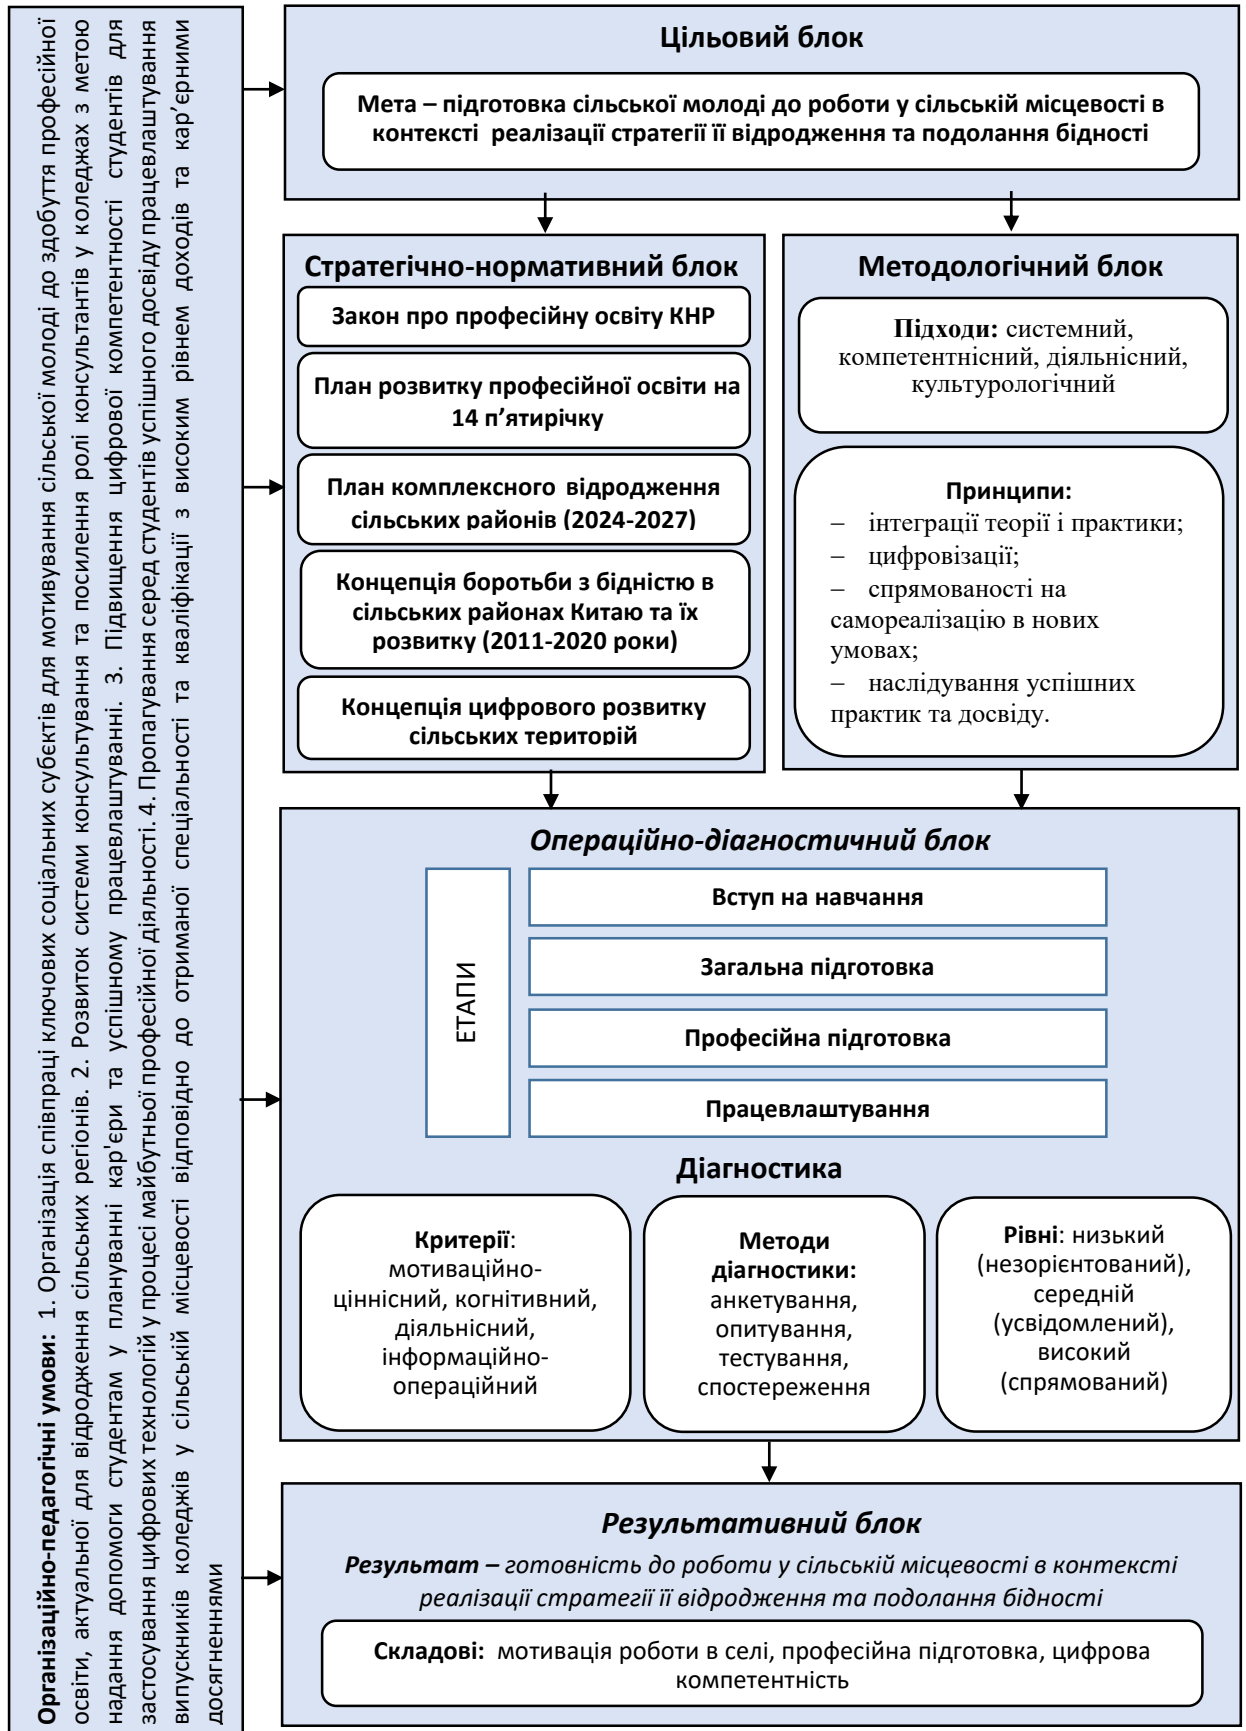 Організаційно-педагогічні умови: 1. Організація співпраці ключових соціальних субєктів для мотивування сільської молоді до здобуття професійної
освіти, актуальної для відродження сільських регіонів. 2. Розвиток системи консультування та посилення ролі консультантів у коледжах з метою
надання допомоги студентам у плануванні кар'єри та успішному працевлаштуванні. 3. Підвищення цифрової компетентності студентів для
застосування цифрових технологій у процесі майбутньої професійної діяльності. 4. Пропагування серед студентів успішного досвіду працевлаштування
випускників коледжів у сільській місцевості відповідно до отриманої спеціальності та кваліфікації з високим рівнем доходів та кар’єрними
досягненнями
Цільовий блок
Мета – підготовка сільської молоді до роботи у сільській місцевості в
контексті реалізації стратегії її відродження та подолання бідності
Стратегічно-нормативний блок
Закон про професійну освіту КНР
План розвитку професійної освіти на
14 п’ятирічку
План комплексного відродження
сільських районів (2024-2027)
Концепція боротьби з бідністю в
сільських районах Китаю та їх
розвитку (2011-2020 роки)
Концепція цифрового розвитку
сільських територій
Методологічний блок
Підходи: системний,
компетентнісний, діяльнісний,
культурологічний
Принципи:
– інтеграції теорії і практики;
– цифровізації;
– спрямованості на
самореалізацію в нових
умовах;
– наслідування успішних
практик та досвіду.
Операційно-діагностичний блок
ЕТАПИ
Вступ на навчання
Загальна підготовка
Професійна підготовка
Працевлаштування
Діагностика
Критерії:
мотиваційно-
ціннісний, когнітивний,
діяльнісний,
інформаційно-
операційний
Методи
діагностики:
анкетування,
опитування,
тестування,
спостереження
Рівні: низький
(незорієнтований),
середній
(усвідомлений),
високий
(спрямований)
Результативний блок
Результат – готовність до роботи у сільській місцевості в контексті
реалізації стратегії її відродження та подолання бідності
Складові: мотивація роботи в селі, професійна підготовка, цифрова
компетентність